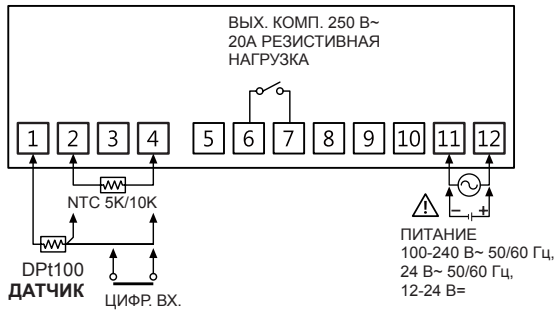 ВЫХ. КОМП. 250 В~
20А РЕЗИСТИВНАЯ
НАГРУЗКА
1 2 3 4 5 6 7 8 9 10 11 12
NTC 5K/10K
− +
DPt100
ДАТЧИК
ЦИФР. ВХ.
ПИТАНИЕ
100-240 В~ 50/60 Гц,
24 В~ 50/60 Гц,
12-24 В=